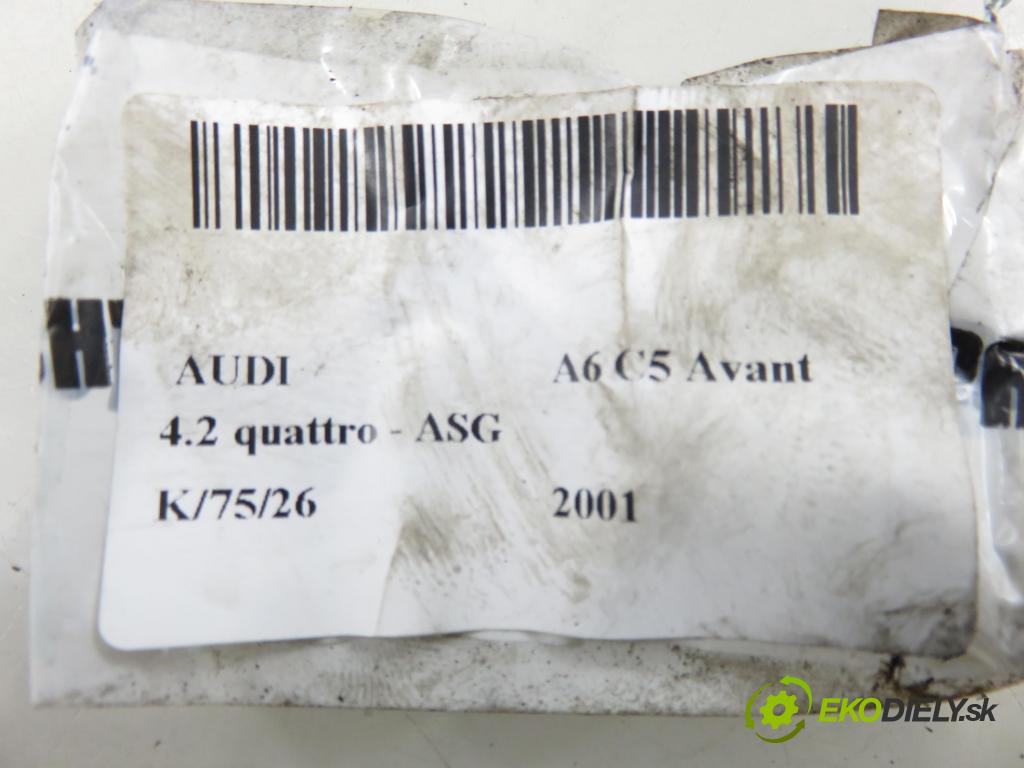 AUDI A6 C5 Avant
4.2 quattro - ASG
K/75/26 2001
EKODIELY.sk